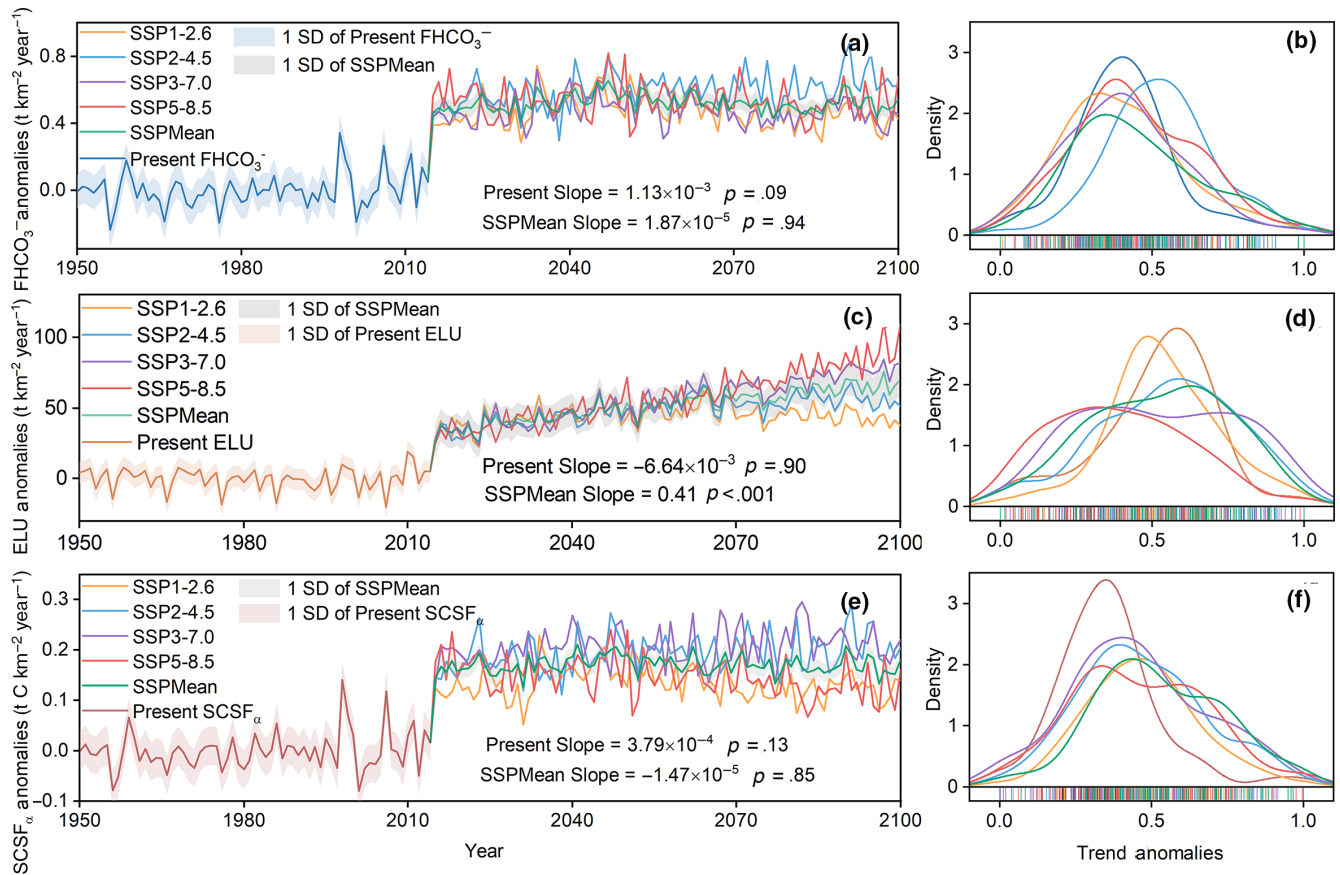 FHCO₃⁻anomalies (t km⁻² year⁻¹)
SSP1-2.6
SSP2-4.5
SSP3-7.0
SSP5-8.5
SSPMean
Present FHCO₃⁻
1 SD of Present FHCO₃⁻
1 SD of SSPMean
(a)
0.8
0.4
0.0
Present Slope = 1.13×10⁻³ p = .09
SSPMean Slope = 1.87×10⁻⁵ p = .94
1950 1980 2010 2040 2070 2100
(b)
Density
3
2
1
0
0.0 0.5 1.0
ELU anomalies (t km⁻² year⁻¹)
SSP1-2.6
SSP2-4.5
SSP3-7.0
SSP5-8.5
SSPMean
Present ELU
1 SD of SSPMean
1 SD of Present ELU
(c)
100
50
0
Present Slope = –6.64×10⁻³ p = .90
SSPMean Slope = 0.41 p <.001
1950 1980 2010 2040 2070 2100
(d)
Density
3
2
1
0
0.0 0.5 1.0
SCSFα anomalies (t C km⁻² year⁻¹)
SSP1-2.6
SSP2-4.5
SSP3-7.0
SSP5-8.5
SSPMean
Present SCSFα
1 SD of SSPMean
1 SD of Present SCSFα
(e)
0.3
0.2
0.1
0.0
–0.1
Present Slope = 3.79×10⁻⁴ p = .13
SSPMean Slope = –1.47×10⁻⁵ p = .85
1950 1980 2010 2040 2070 2100
Year
(f)
Density
3
2
1
0
0.0 0.5 1.0
Trend anomalies